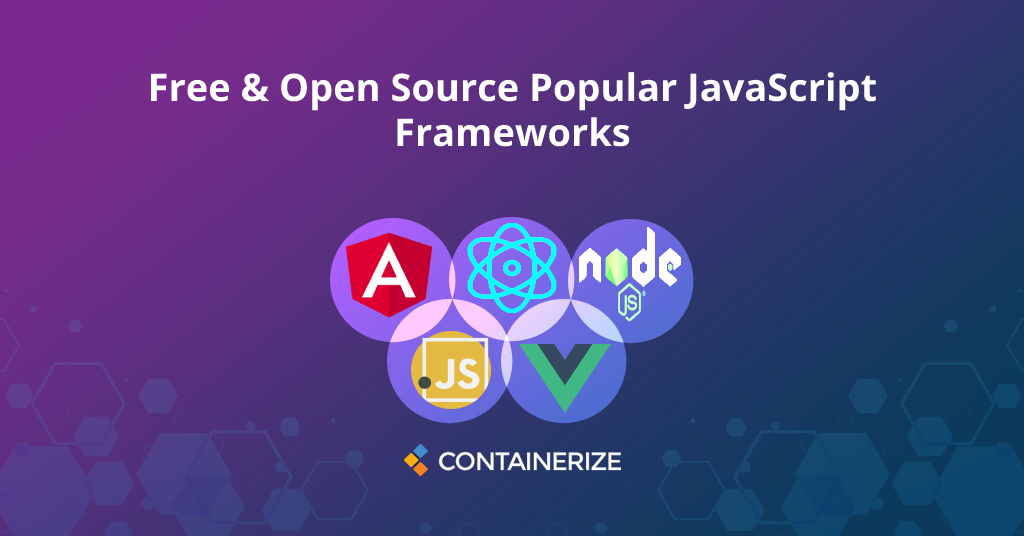 Free & Open Source Popular JavaScript
Frameworks
A
node
JS
JS
CONTAINERIZE